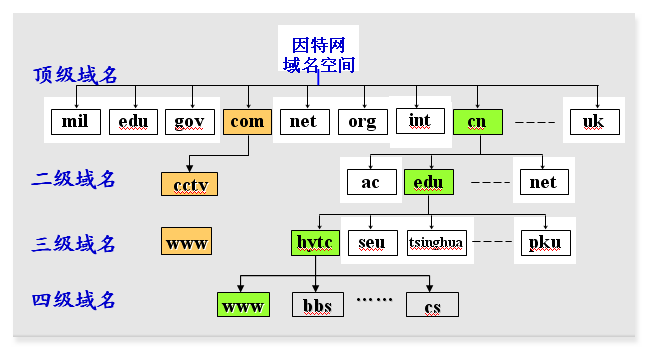 因特网
域名空间
顶级域名
mil edu gov com net org int cn uk
二级域名
cctv ac edu net
三级域名
www hytc seu tsinghua pku
四级域名
www bbs …… cs